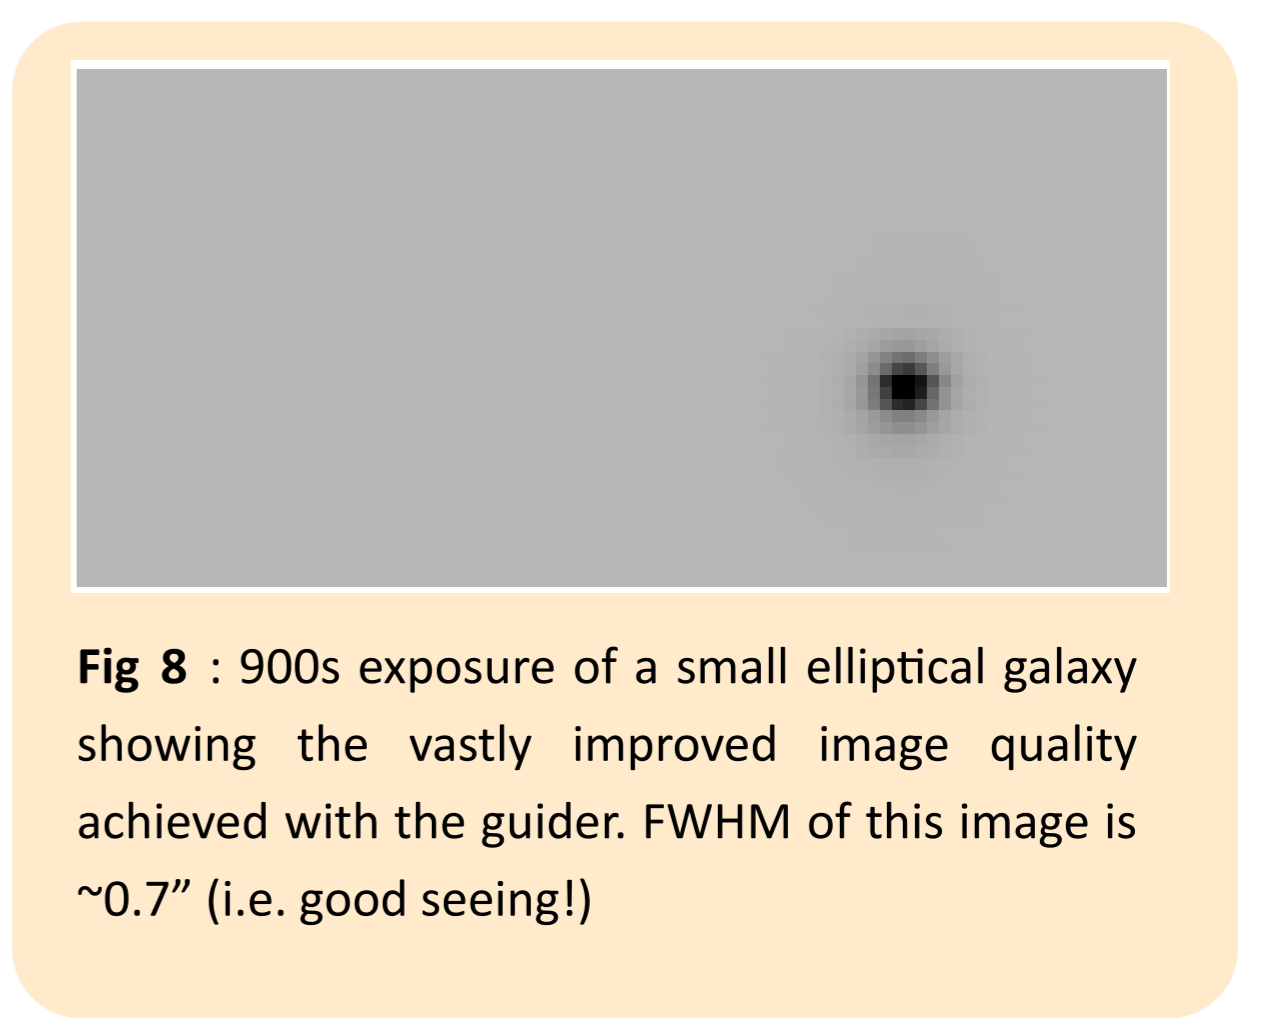 Fig 8 : 900s exposure of a small elliptical galaxy
showing the vastly improved image quality
achieved with the guider. FWHM of this image is
~0.7” (i.e. good seeing!)